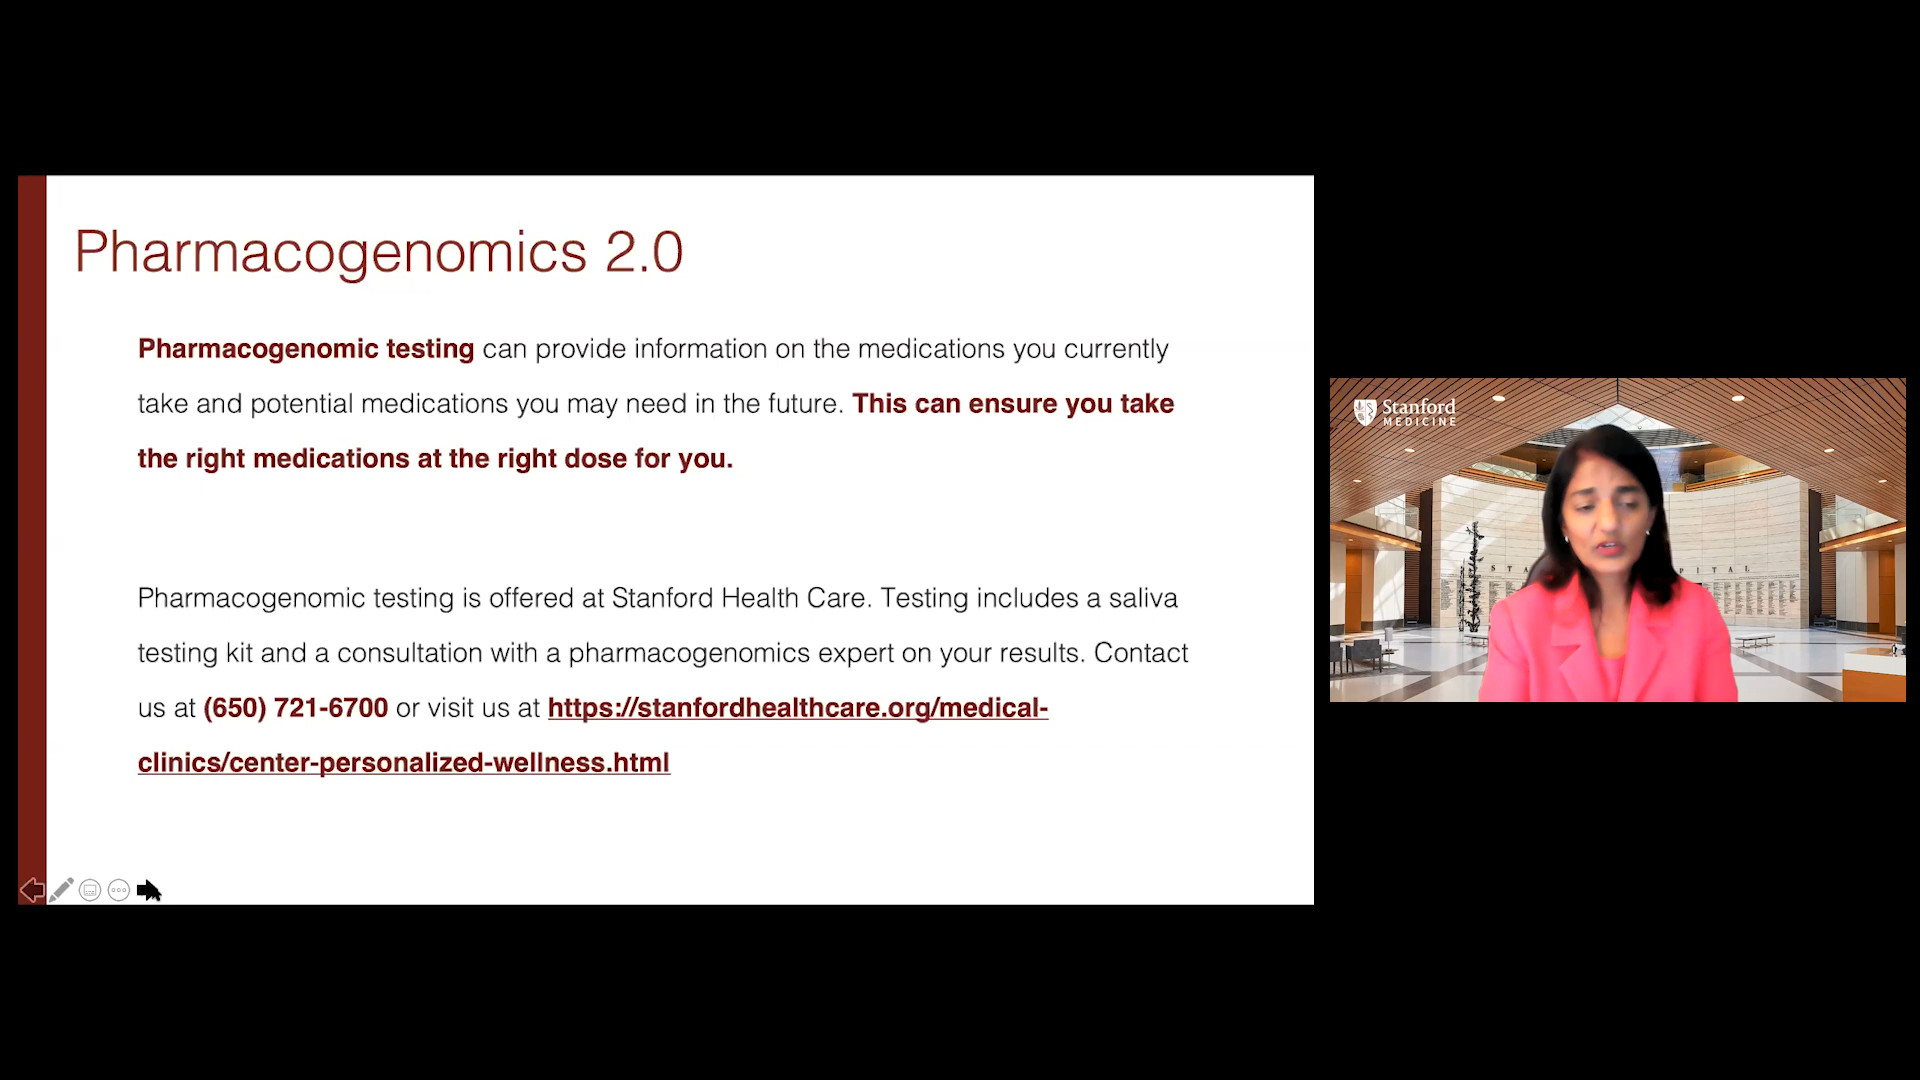 Pharmacogenomics 2.0
Pharmacogenomic testing can provide information on the medications you currently
take and potential medications you may need in the future. This can ensure you take
the right medications at the right dose for you.
Pharmacogenomic testing is offered at Stanford Health Care. Testing includes a saliva
testing kit and a consultation with a pharmacogenomics expert on your results. Contact
us at (650) 721-6700 or visit us at https://stanfordhealthcare.org/medical-
clinics/center-personalized-wellness.html
Stanford
MEDICINE